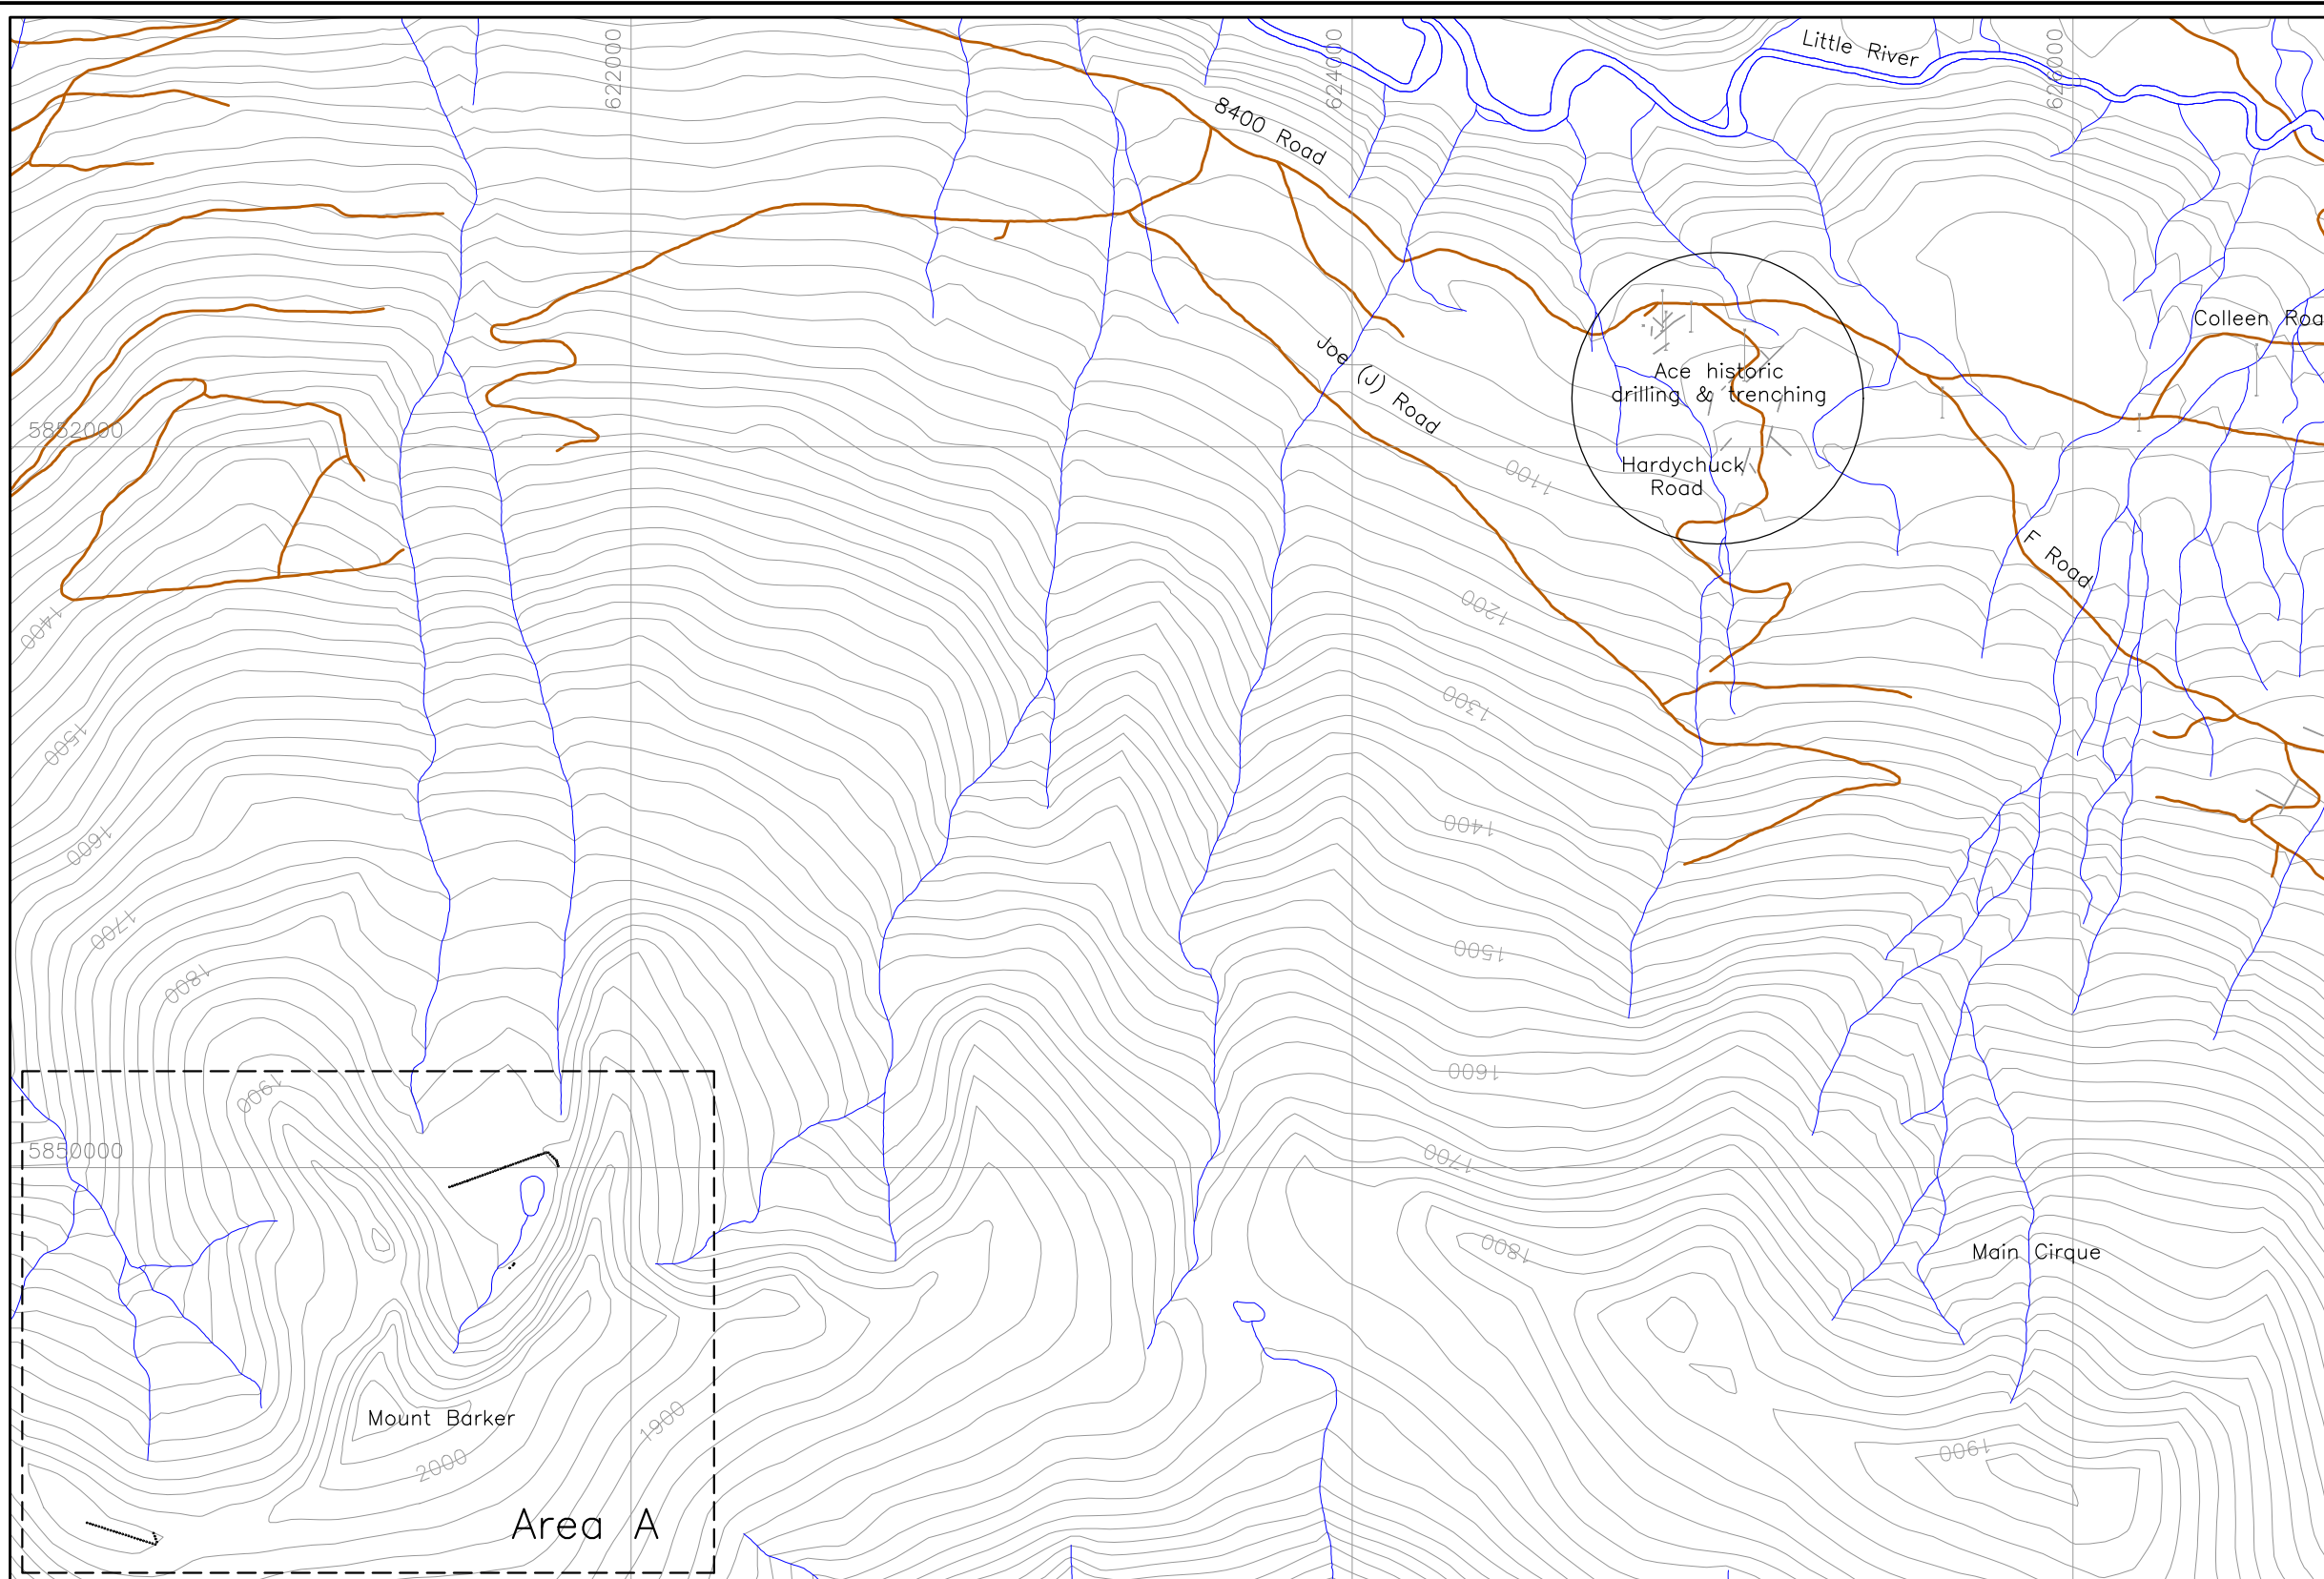 622000
624000
626000
Little River
8400 Road
Colleen Roa
Joe (J) Road
Ace historic
drilling & trenching
5852000
Hardychuck
Road
1100
F Road
1200
1400
1300
1500
1400
1600
1700
1500
1800
1600
1900
5850000
1700
1800
Main Cirque
Mount Barker
1900
1900
2000
Area A